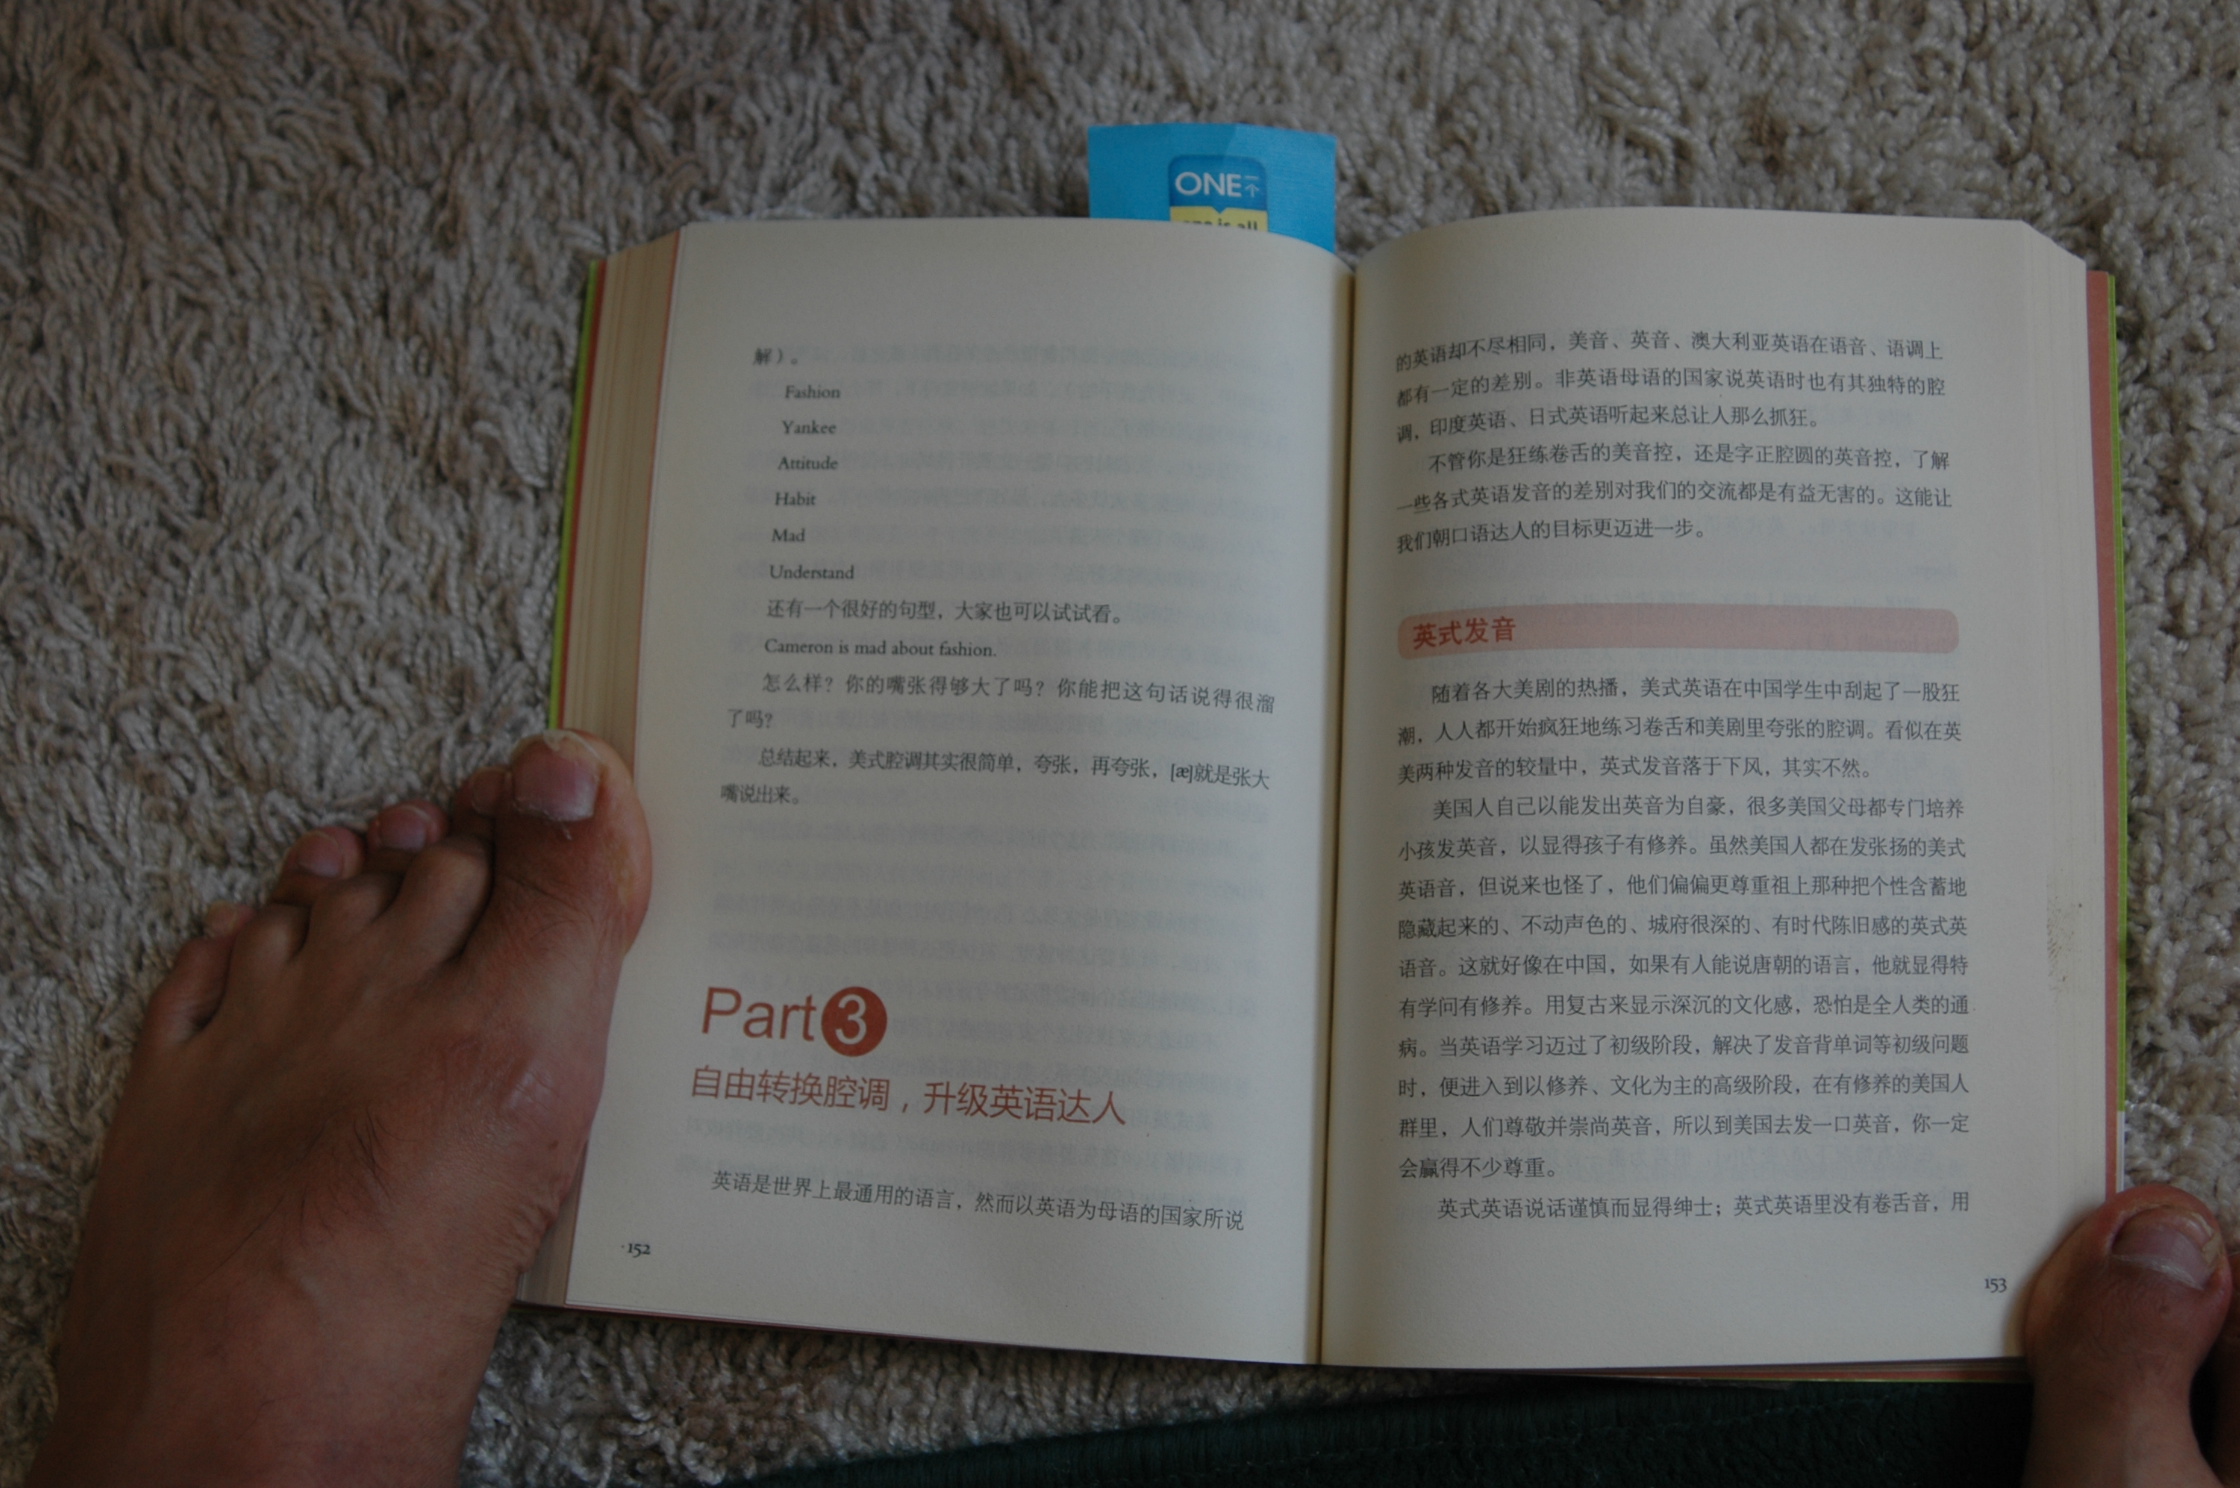 解）。
Fashion
Yankee
Attitude
Habit
Mad
Understand
还有一个很好的句型，大家也可以试试看。
Cameron is mad about fashion.
怎么样？你的嘴张得够大了吗？你能把这句话说得很溜
了吗？
总结起来，美式腔调其实很简单，夸张，再夸张，[æ]就是张大
嘴说出来。
Part 3
自由转换腔调，升级英语达人
英语是世界上最通用的语言，然而以英语为母语的国家所说
·152
的英语却不尽相同，美音、英音、澳大利亚英语在语音、语调上
都有一定的差别。非英语母语的国家说英语时也有其独特的腔
调，印度英语、日式英语听起来总让人那么抓狂。
不管你是狂练卷舌的美音控，还是字正腔圆的英音控，了解
一些各式英语发音的差别对我们的交流都是有益无害的。这能让
我们朝口语达人的目标更迈进一步。
英式发音
随着各大美剧的热播，美式英语在中国学生中刮起了一股狂
潮，人人都开始疯狂地练习卷舌和美剧里夸张的腔调。看似在英
美两种发音的较量中，英式发音落于下风，其实不然。
美国人自己以能发出英音为自豪，很多美国父母都专门培养
小孩发英音，以显得孩子有修养。虽然美国人都在发张扬的美式
英语音，但说来也怪了，他们偏偏更尊重祖上那种把个性含蓄地
隐藏起来的、不动声色的、城府很深的、有时代陈旧感的英式英
语音。这就好像在中国，如果有人能说唐朝的语言，他就显得特
有学问有修养。用复古来显示深沉的文化感，恐怕是全人类的通
病。当英语学习迈过了初级阶段，解决了发音背单词等初级问题
时，便进入到以修养、文化为主的高级阶段，在有修养的美国人
群里，人们尊敬并崇尚英音，所以到美国去发一口英音，你一定
会赢得不少尊重。
英式英语说话谨慎而显得绅士；英式英语里没有卷舌音，用
153
ONE一个